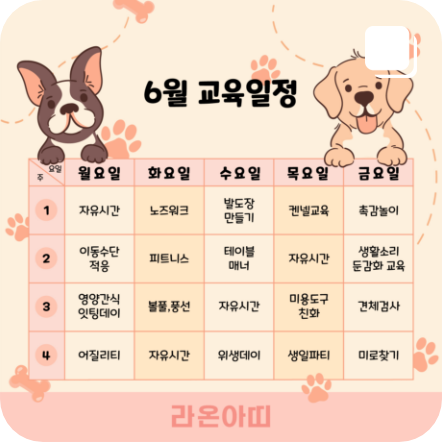 6월 교육일정
요일
주
월요일 화요일 수요일 목요일 금요일
1 자유시간 노즈워크 발도장 만들기 켄넬교육 촉감놀이
2 이동수단 적응 피트니스 테이블 매너 자유시간 생활소리 둔감화 교육
3 영양간식 잇팅데이 볼풀,풍선 자유시간 미용도구 친화 견체검사
4 어질리티 자유시간 위생데이 생일파티 미로찾기
라온아띠